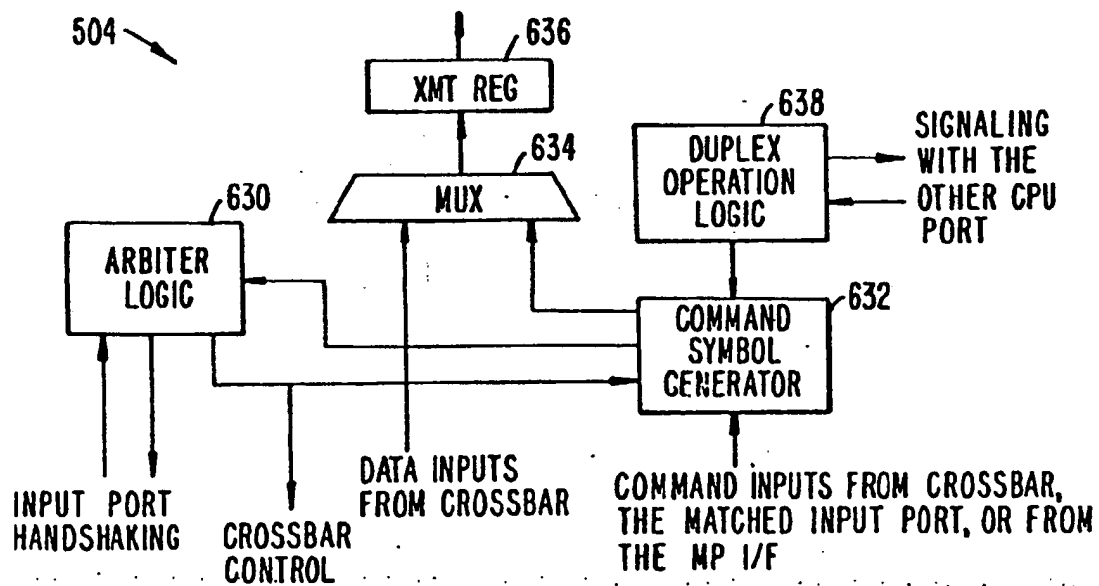 504
636
XMT REG
638
DUPLEX
OPERATION
LOGIC
SIGNALING
WITH THE
OTHER CPU
PORT
634
MUX
630
ARBITER
LOGIC
632
COMMAND
SYMBOL
GENERATOR
DATA INPUTS
FROM CROSSBAR
INPUT PORT
HANDSHAKING
CROSSBAR
CONTROL
COMMAND INPUTS FROM CROSSBAR,
THE MATCHED INPUT PORT, OR FROM
THE MP I/F